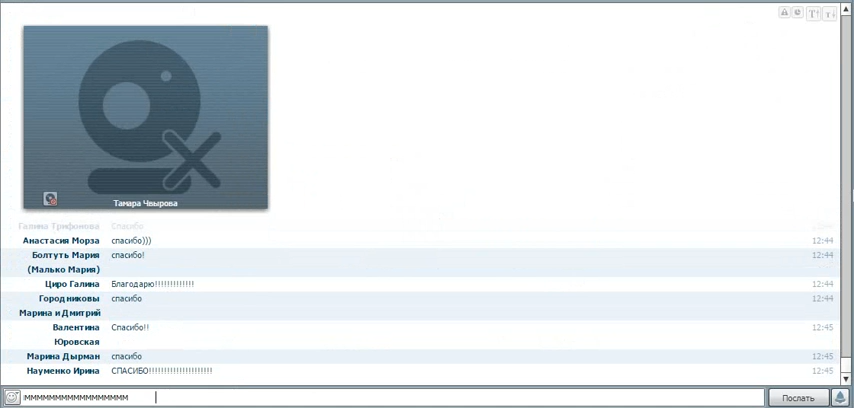 T↑ T↓
Тамара Чвырова
Галина Трифонова Спасибо 12:44
Анастасия Морза спасибо))) 12:44
Болтуть Мария спасибо! 12:44
(Малько Мария)
Циро Галина Благодарю!!!!!!!!!!!!! 12:44
Городниковы спасибо 12:44
Марина и Дмитрий
Валентина Спасибо!! 12:45
Юровская
Марина Дырман спасибо 12:45
Науменко Ирина СПАСИБО!!!!!!!!!!!!!!!!!!!!! 12:45
Послать